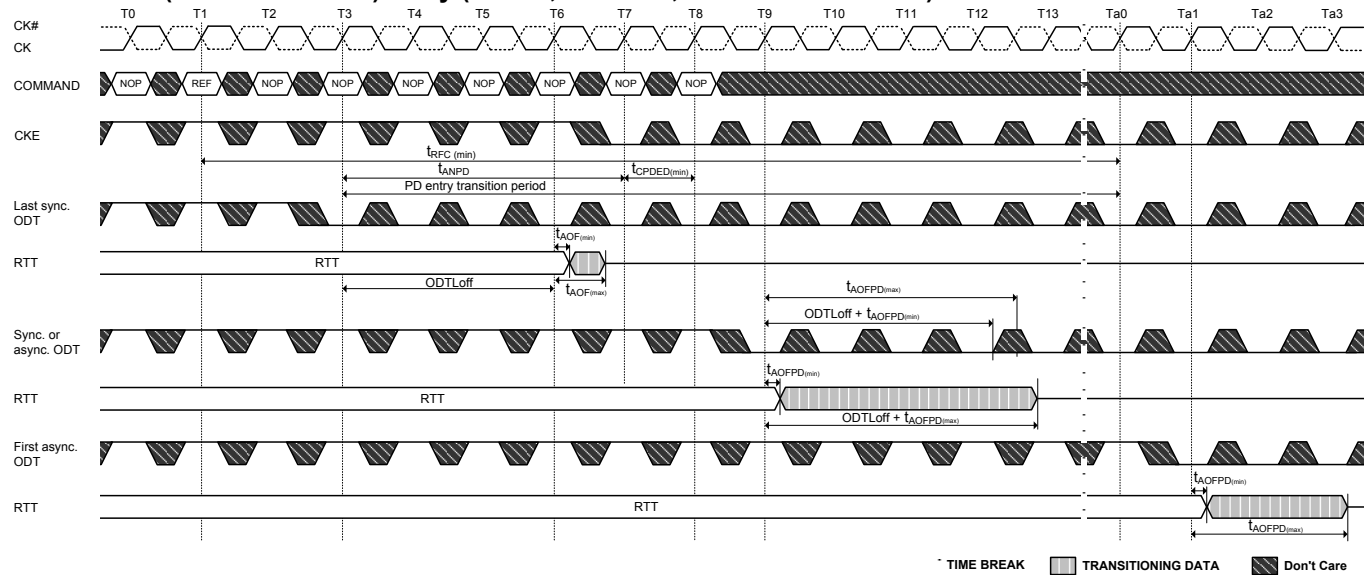 T0 T1 T2 T3 T4 T5 T6 T7 T8 T9 T10 T11 T12 T13 Ta0 Ta1 Ta2 Ta3
CK#
CK
COMMAND NOP REF NOP NOP NOP NOP NOP NOP NOP
CKE
tRFC (min)
tANPD tCPDED(min)
PD entry transition period
Last sync.
ODT
tAOF(min)
RTT RTT
ODTLoff tAOF(max)
tAOFPD(max)
ODTLoff + tAOFPD(min)
Sync. or
async. ODT
tAOFPD(min)
RTT RTT
ODTLoff + tAOFPD(max)
First async.
ODT
tAOFPD(min)
RTT RTT
tAOFPD(max)
TIME BREAK TRANSITIONING DATA Don't Care